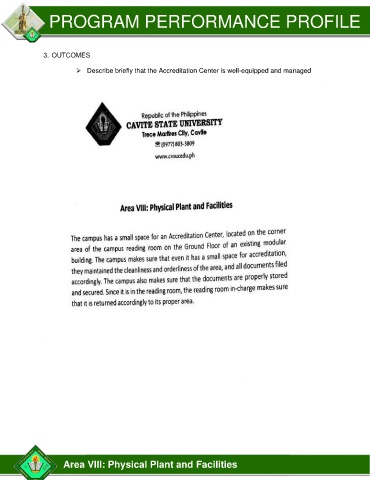 PROGRAM PERFORMANCE PROFILE
3. OUTCOMES
➢ Describe briefly that the Accreditation Center is well-equipped and managed
Republic of the Philippines
CAVITE STATE UNIVERSITY
Trece Martires City, Cavite
☏ (0977) 803-3809
www.cvsu.edu.ph
Area VIII: Physical Plant and Facilities
The campus has a small space for an Accreditation Center, located on the corner
area of the campus reading room on the Ground Floor of an existing modular
building. The campus makes sure that even it has a small space for accreditation,
they maintained the cleanliness and orderliness of the area, and all documents filed
accordingly. The campus also makes sure that the documents are properly stored
and secured. Since it is in the reading room, the reading room in-charge makes sure
that it is returned accordingly to its proper area.
Area VIII: Physical Plant and Facilities